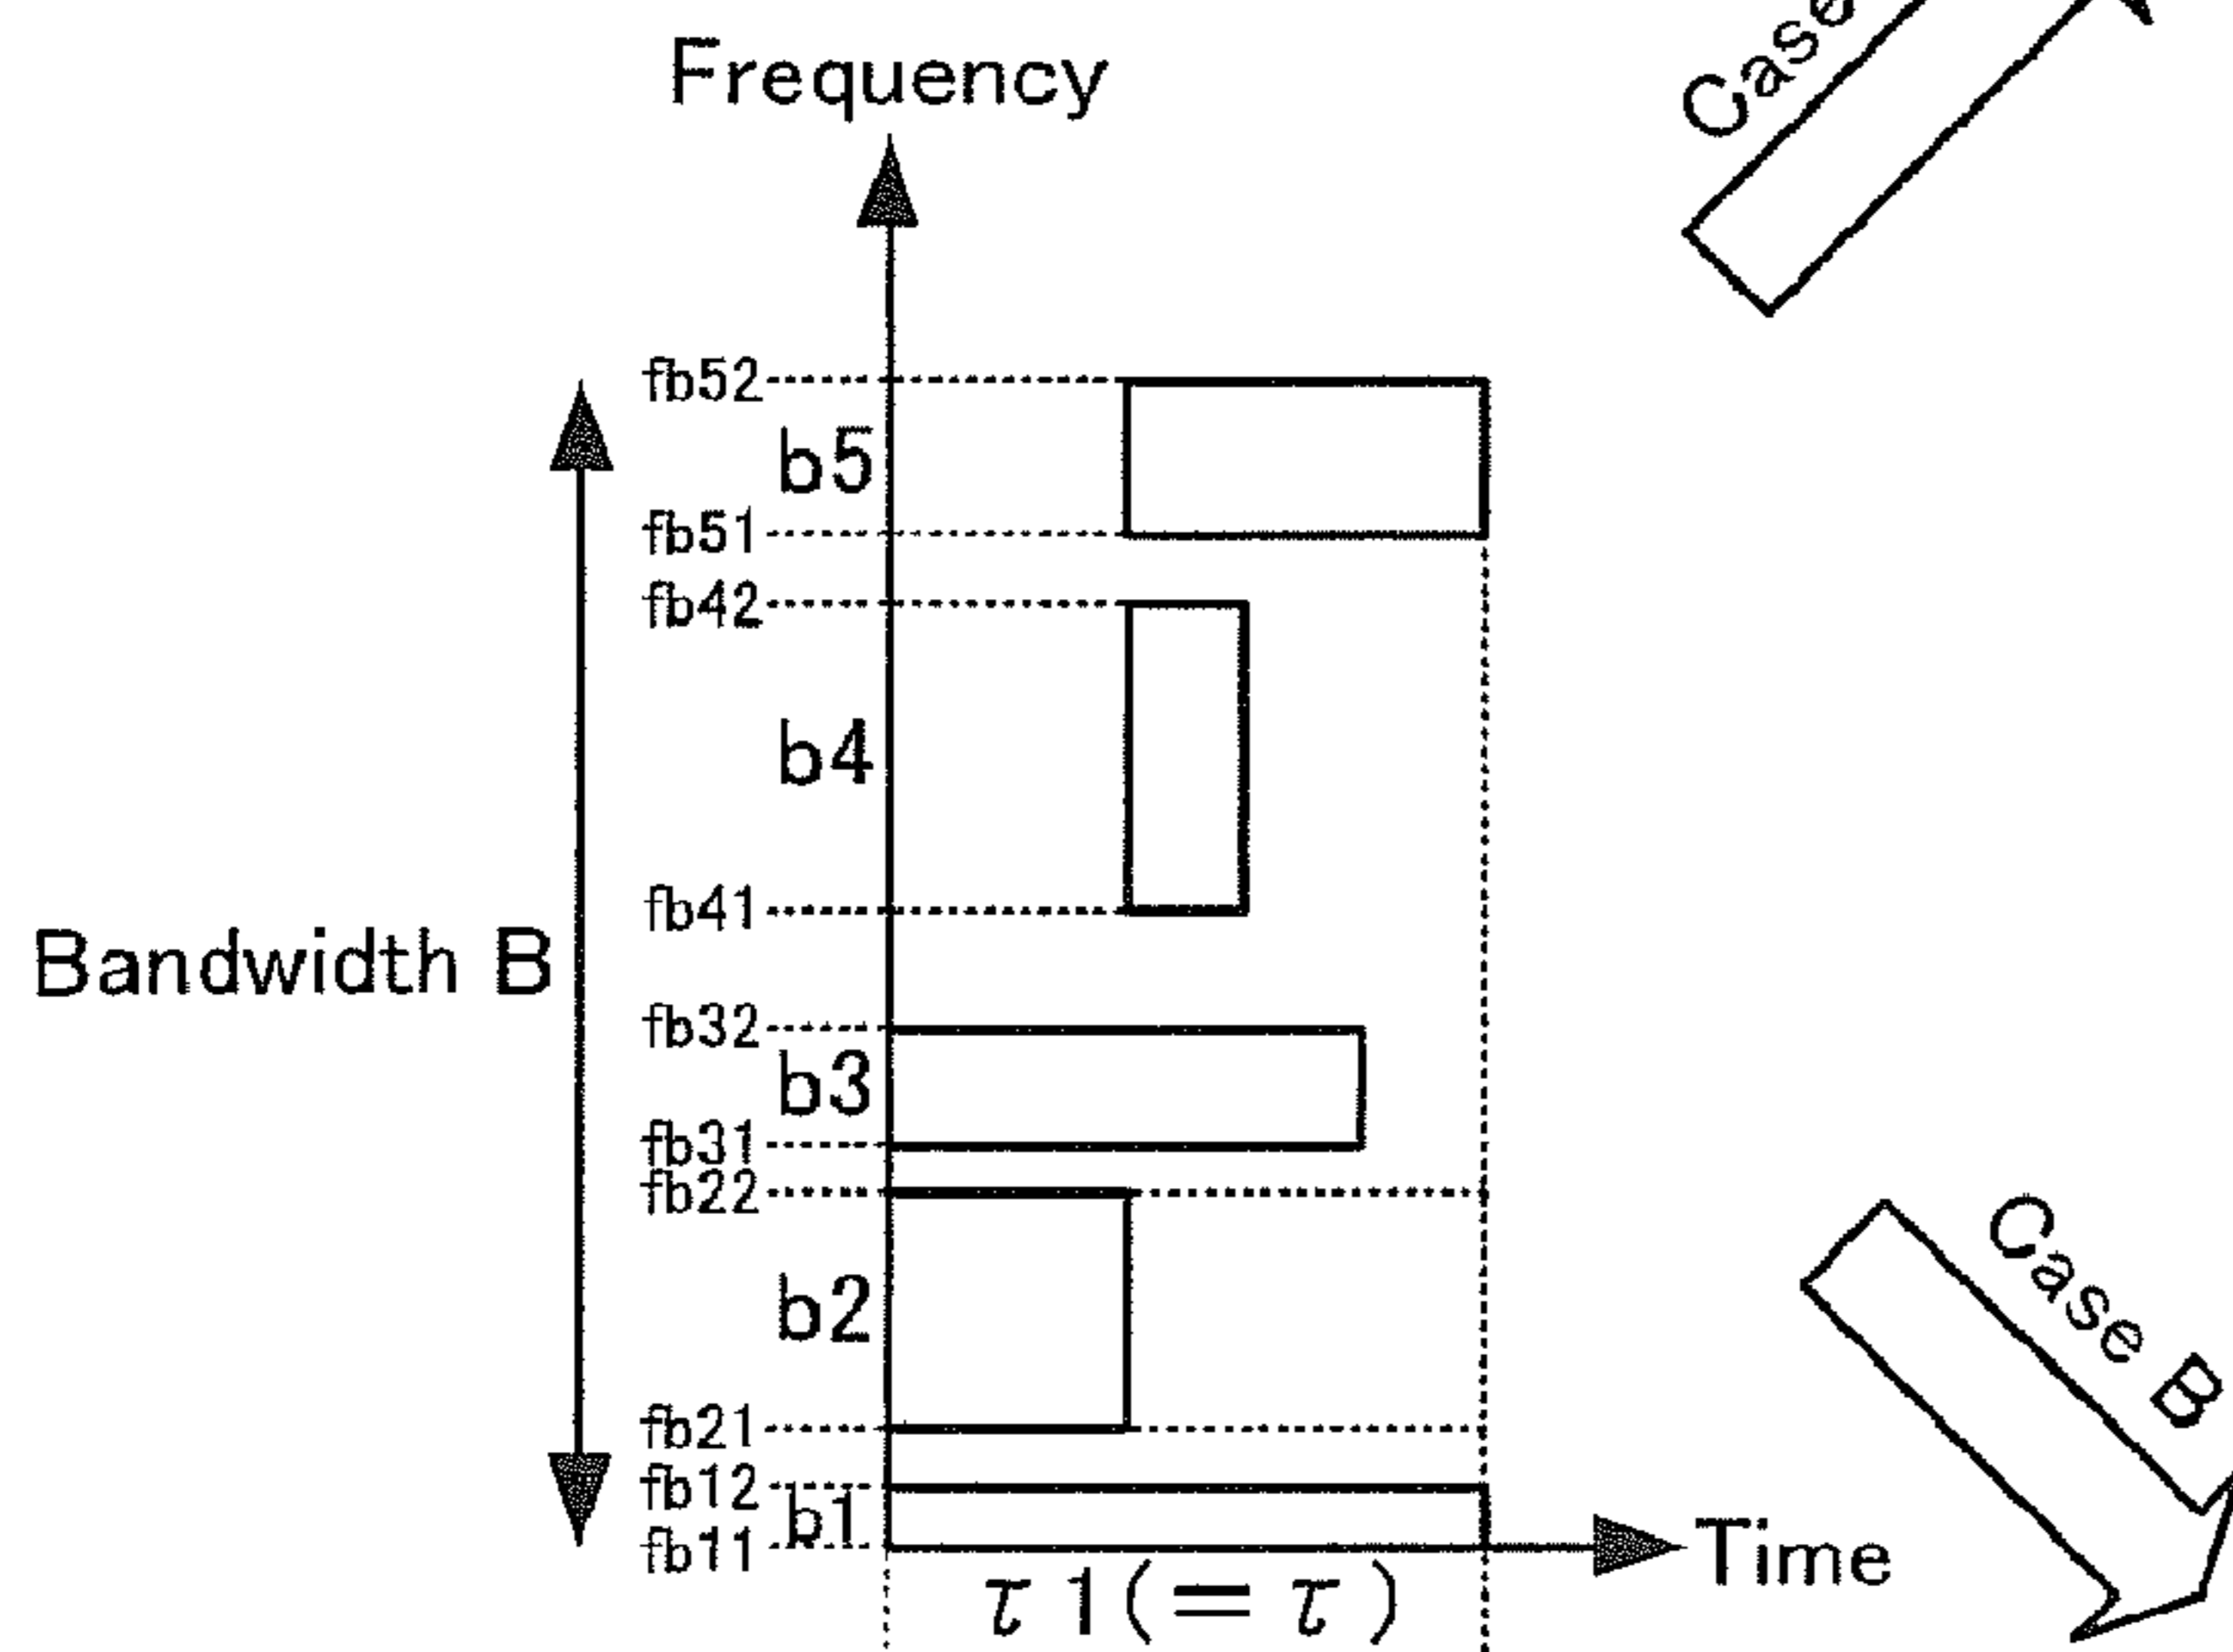 Frequency
Case
fb52
b5
fb51
fb42
b4
fb41
Bandwidth B
fb32
b3
fb31
fb22
b2
fb21
fb12
b1
fb11
Case B
Time
τ1(=τ)